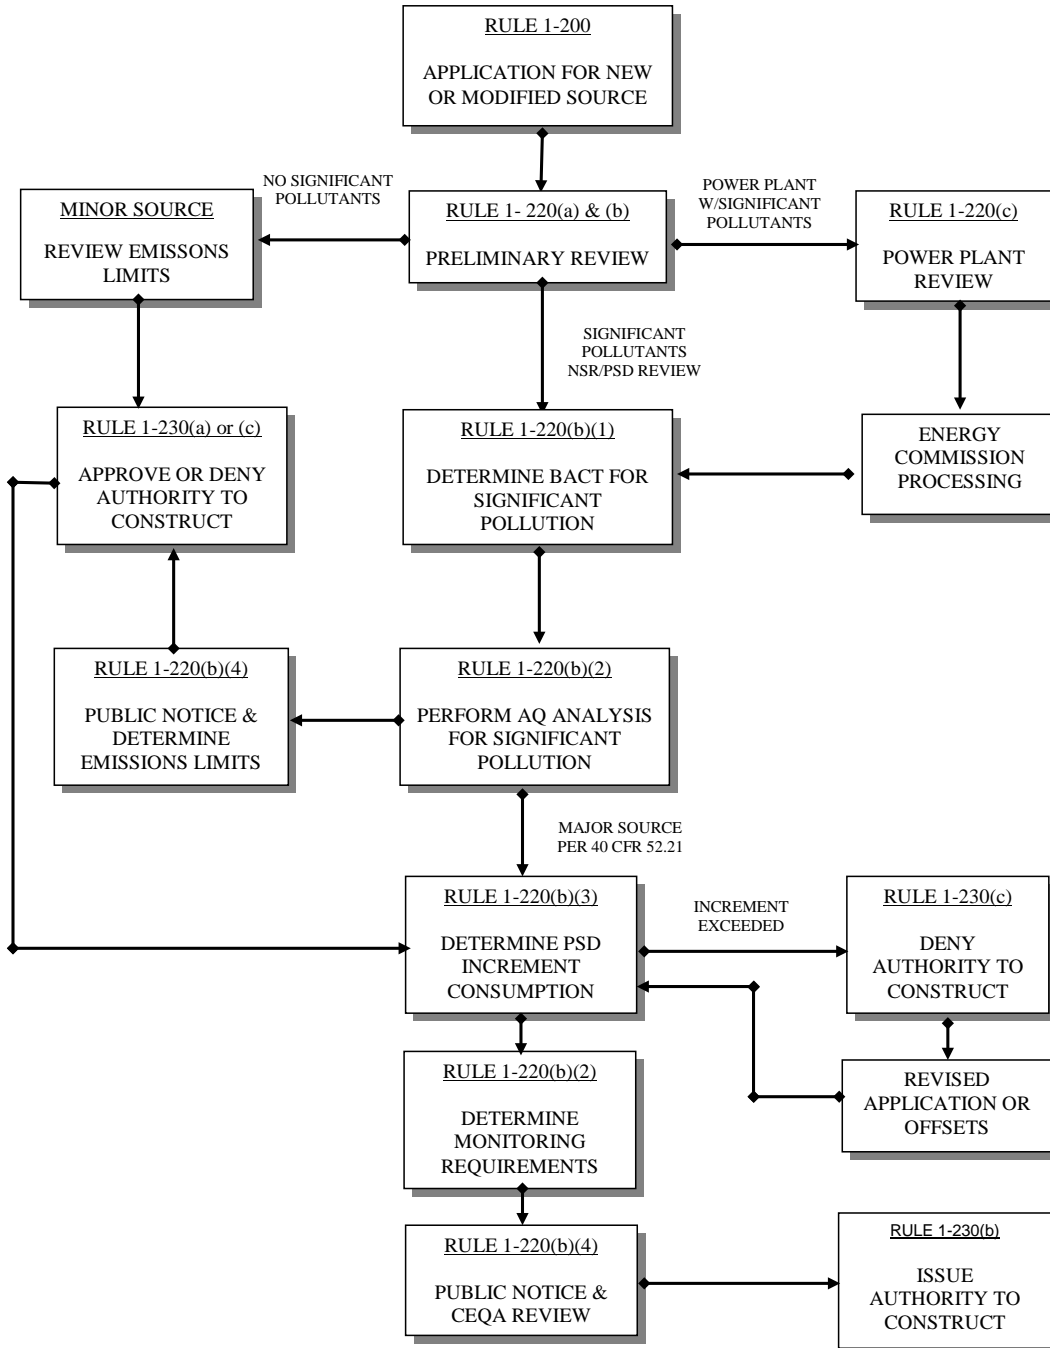 RULE 1-200
APPLICATION FOR NEW
OR MODIFIED SOURCE
NO SIGNIFICANT
POLLUTANTS
POWER PLANT
W/SIGNIFICANT
POLLUTANTS
MINOR SOURCE
REVIEW EMISSONS
LIMITS
RULE 1- 220(a) & (b)
PRELIMINARY REVIEW
RULE 1-220(c)
POWER PLANT
REVIEW
SIGNIFICANT
POLLUTANTS
NSR/PSD REVIEW
RULE 1-230(a) or (c)
APPROVE OR DENY
AUTHORITY TO
CONSTRUCT
RULE 1-220(b)(1)
DETERMINE BACT FOR
SIGNIFICANT
POLLUTION
ENERGY
COMMISSION
PROCESSING
RULE 1-220(b)(4)
PUBLIC NOTICE &
DETERMINE
EMISSIONS LIMITS
RULE 1-220(b)(2)
PERFORM AQ ANALYSIS
FOR SIGNIFICANT
POLLUTION
MAJOR SOURCE
PER 40 CFR 52.21
RULE 1-220(b)(3)
DETERMINE PSD
INCREMENT
CONSUMPTION
INCREMENT
EXCEEDED
RULE 1-230(c)
DENY
AUTHORITY TO
CONSTRUCT
RULE 1-220(b)(2)
DETERMINE
MONITORING
REQUIREMENTS
REVISED
APPLICATION OR
OFFSETS
RULE 1-220(b)(4)
PUBLIC NOTICE &
CEQA REVIEW
RULE 1-230(b)
ISSUE
AUTHORITY TO
CONSTRUCT